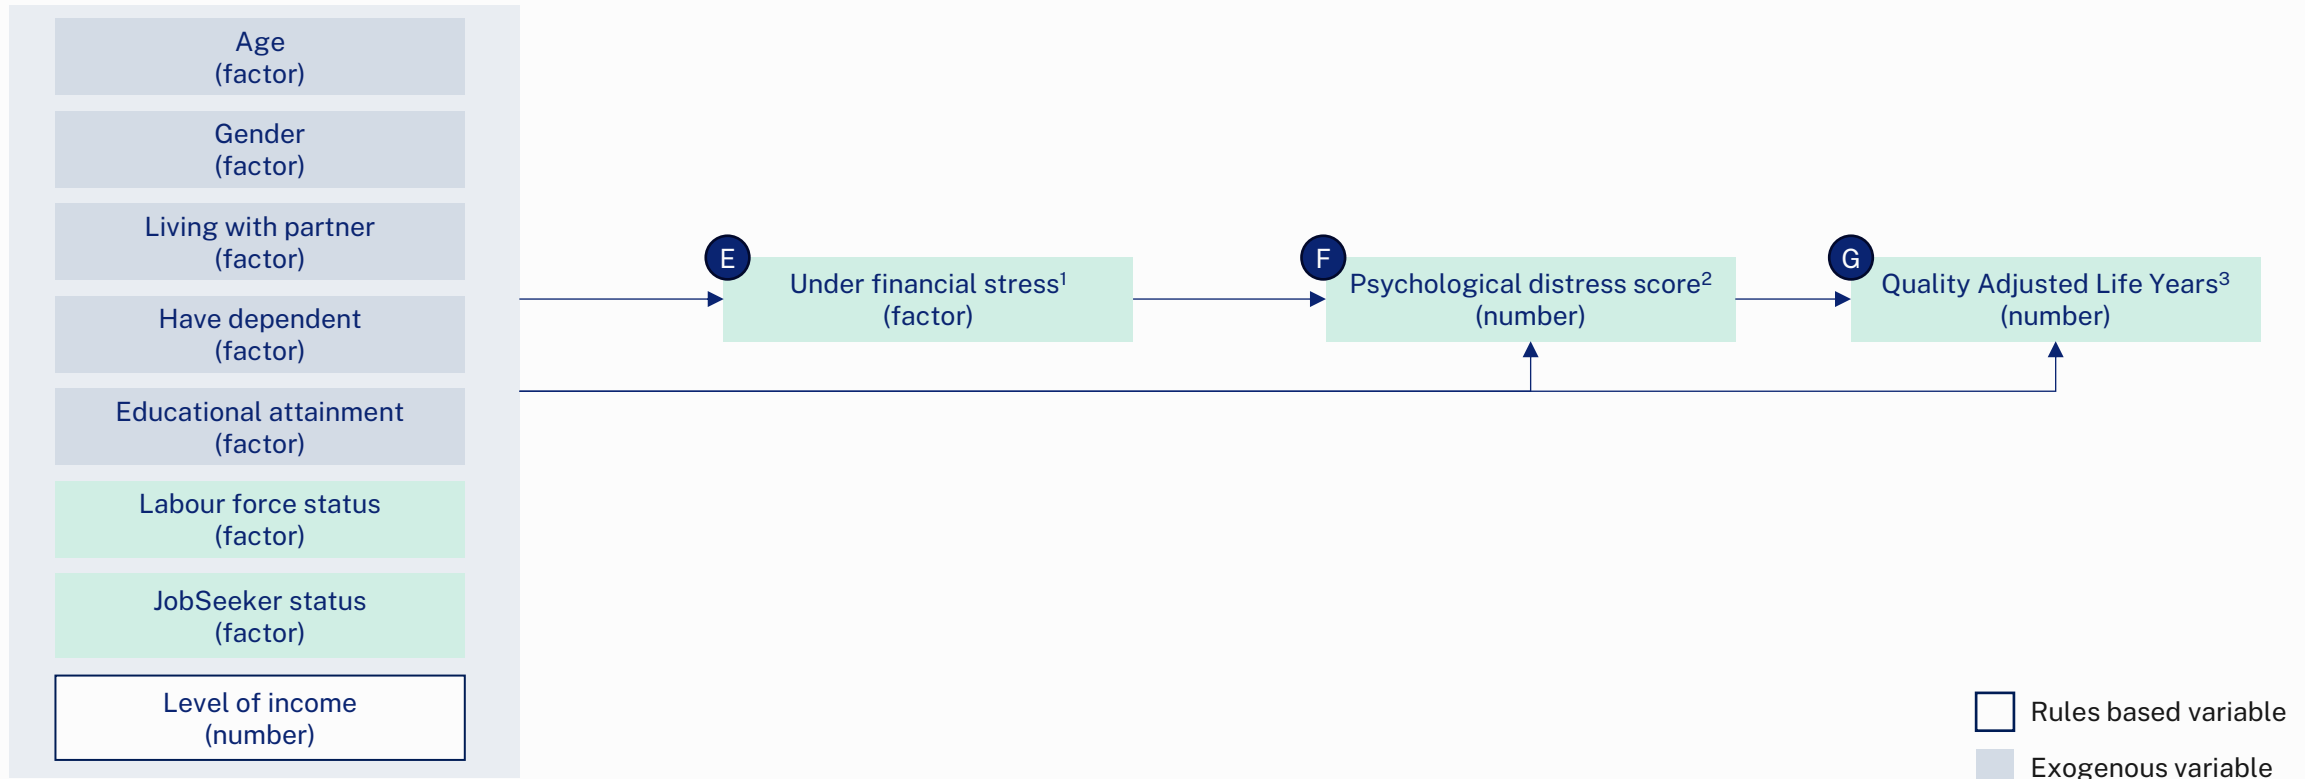 Age
(factor)
Gender
(factor)
Living with partner
(factor)
Have dependent
(factor)
Educational attainment
(factor)
Labour force status
(factor)
JobSeeker status
(factor)
Level of income
(number)
E
Under financial stress¹
(factor)
F
Psychological distress score²
(number)
G
Quality Adjusted Life Years³
(number)
Rules based variable
Exogenous variable